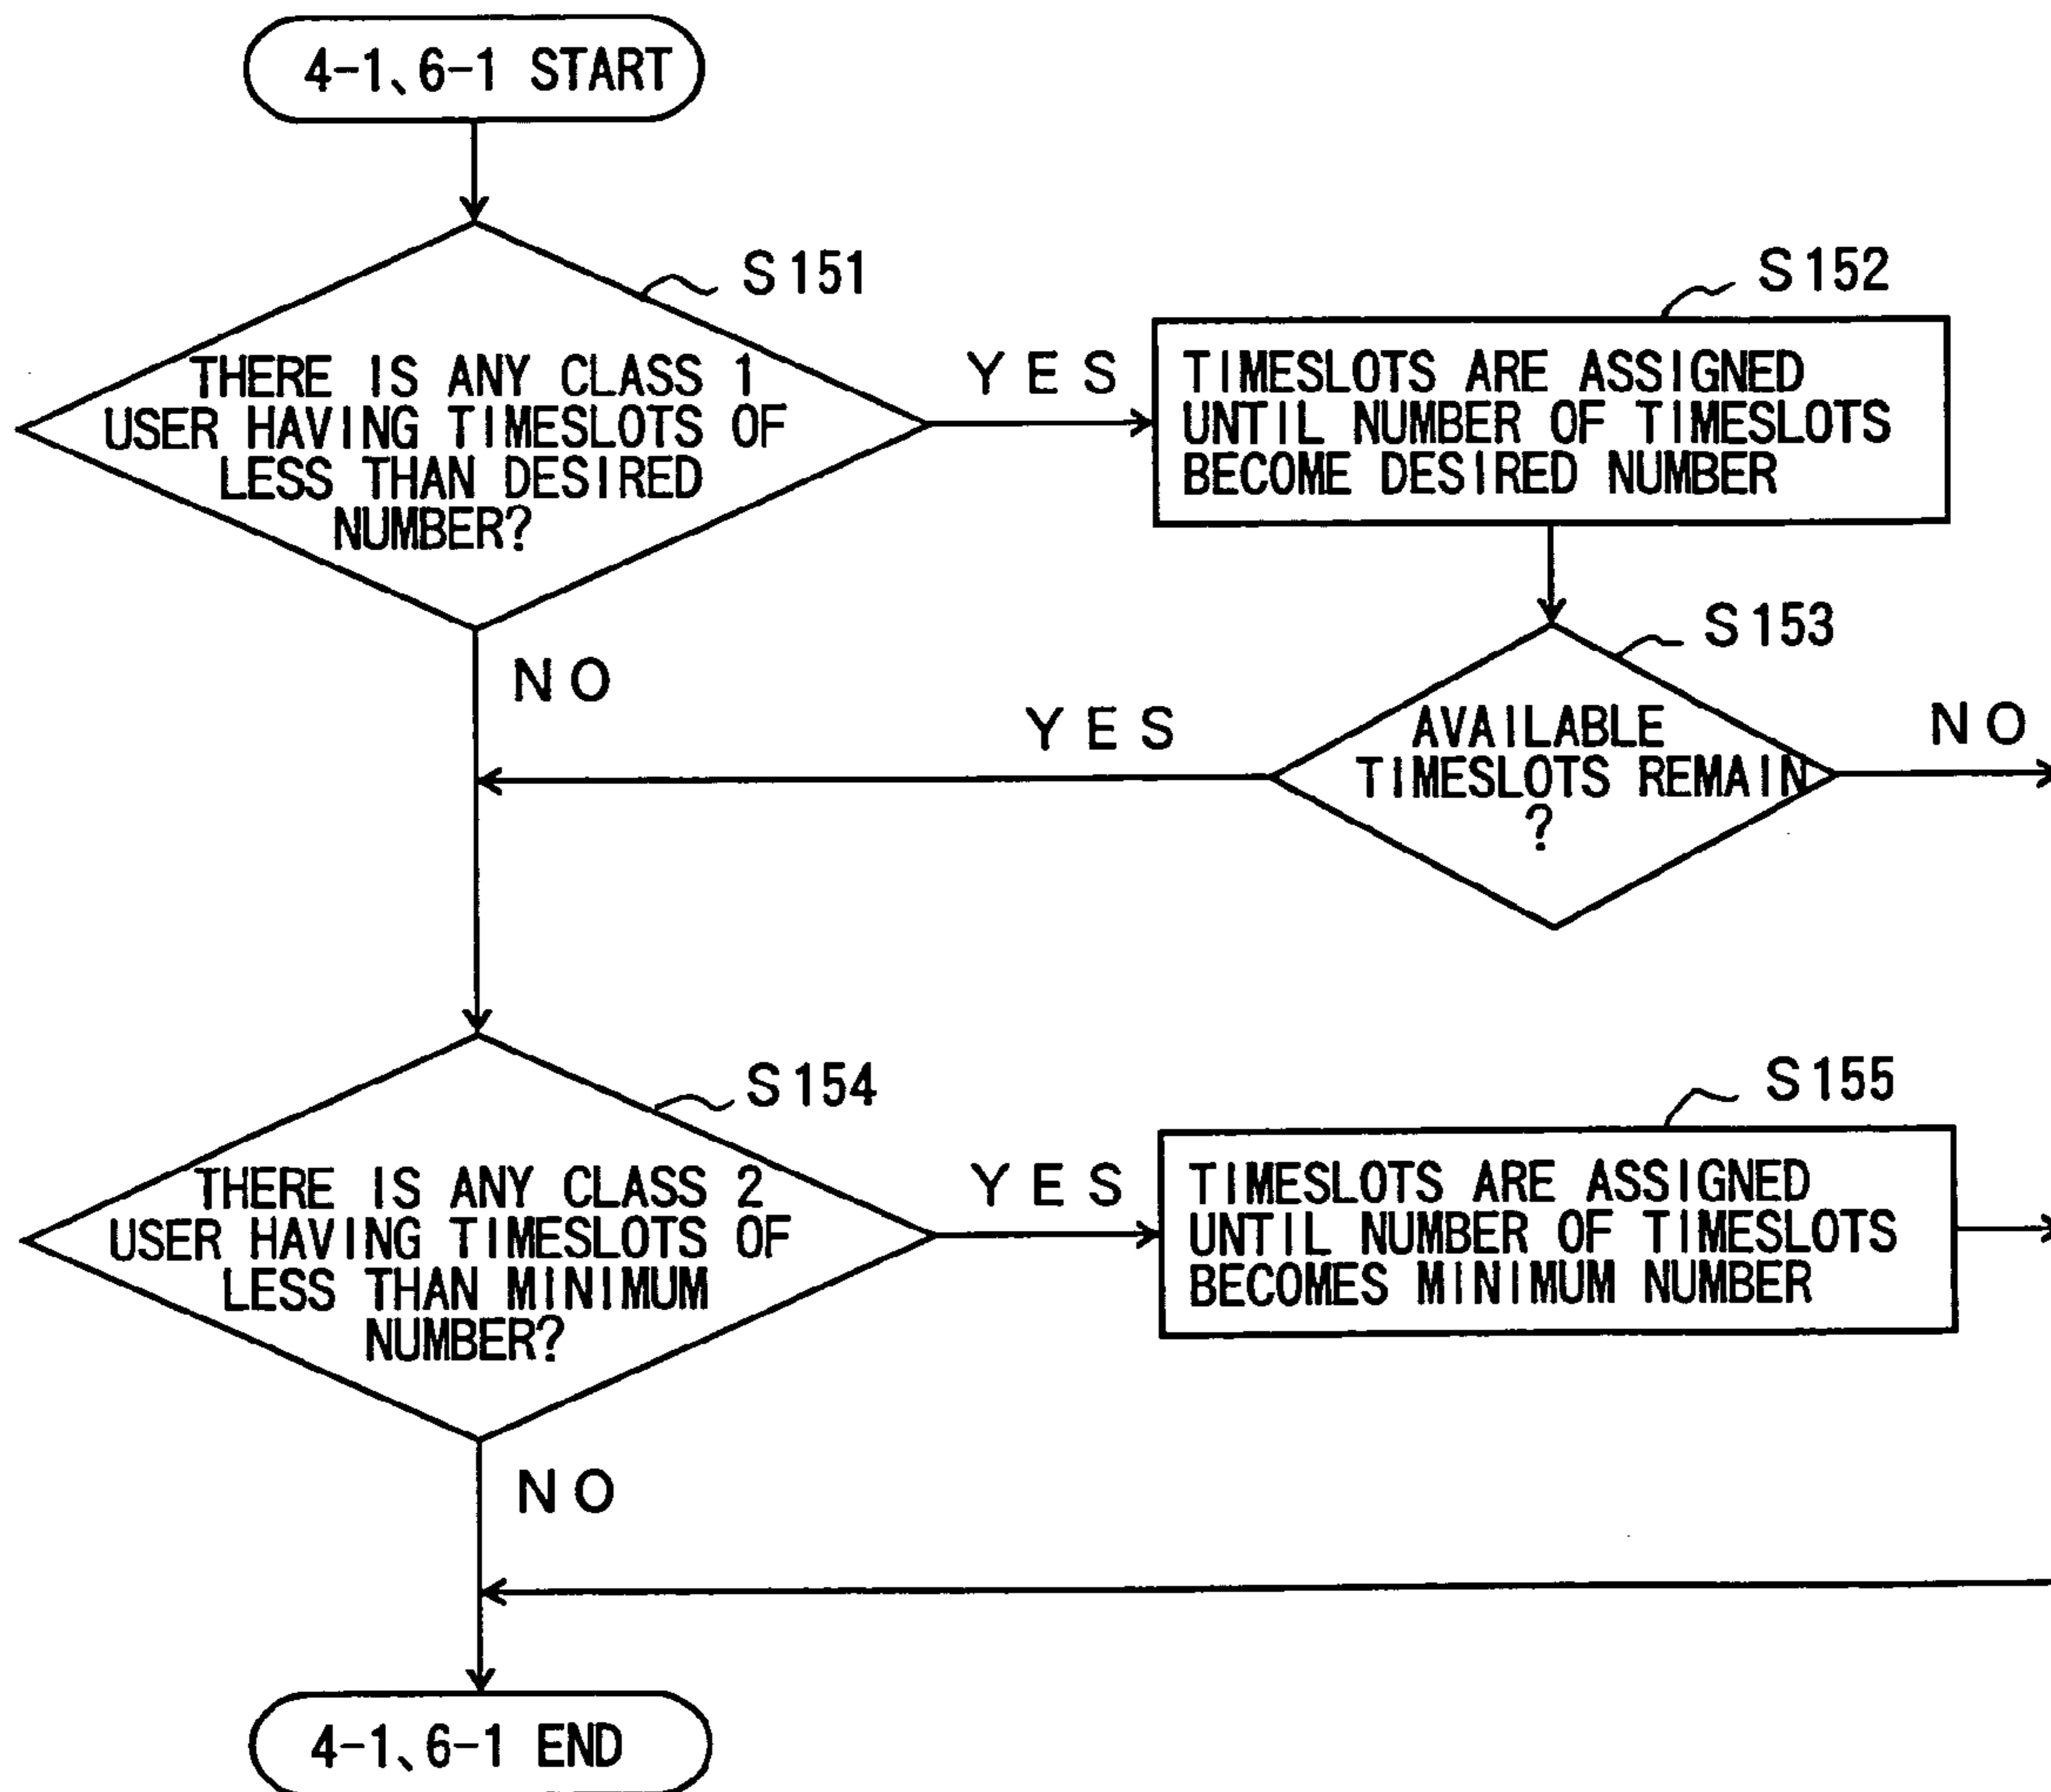 4-1、6-1 START
S151
THERE IS ANY CLASS 1
USER HAVING TIMESLOTS OF
LESS THAN DESIRED
NUMBER?
YES
S152
TIMESLOTS ARE ASSIGNED
UNTIL NUMBER OF TIMESLOTS
BECOME DESIRED NUMBER
NO
S153
AVAILABLE
TIMESLOTS REMAIN
?
YES
NO
S154
THERE IS ANY CLASS 2
USER HAVING TIMESLOTS OF
LESS THAN MINIMUM
NUMBER?
YES
S155
TIMESLOTS ARE ASSIGNED
UNTIL NUMBER OF TIMESLOTS
BECOMES MINIMUM NUMBER
NO
4-1、6-1 END